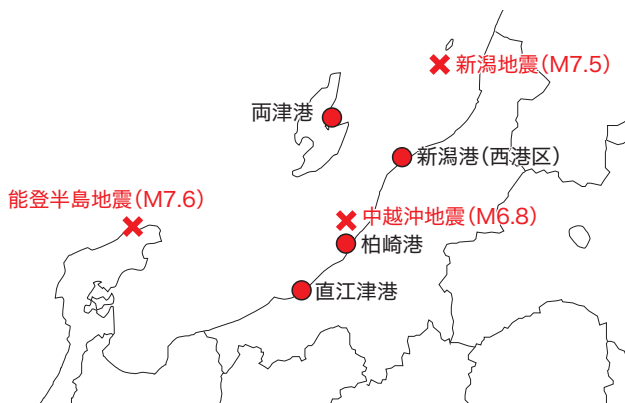 新潟地震(M7.5)
両津港
新潟港(西港区)
能登半島地震(M7.6)
中越沖地震(M6.8)
柏崎港
直江津港